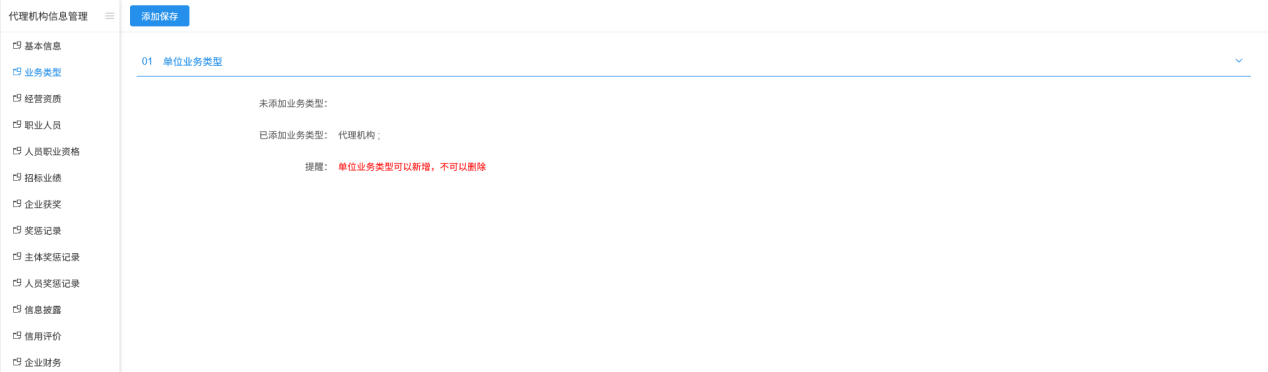 代理机构信息管理
添加保存
基本信息
业务类型
经营资质
职业人员
人员职业资格
招标业绩
企业获奖
奖惩记录
主体奖惩记录
人员奖惩记录
信息披露
信用评价
企业财务
01 单位业务类型
未添加业务类型：
已添加业务类型： 代理机构 ;
提醒： 单位业务类型可以新增，不可以删除